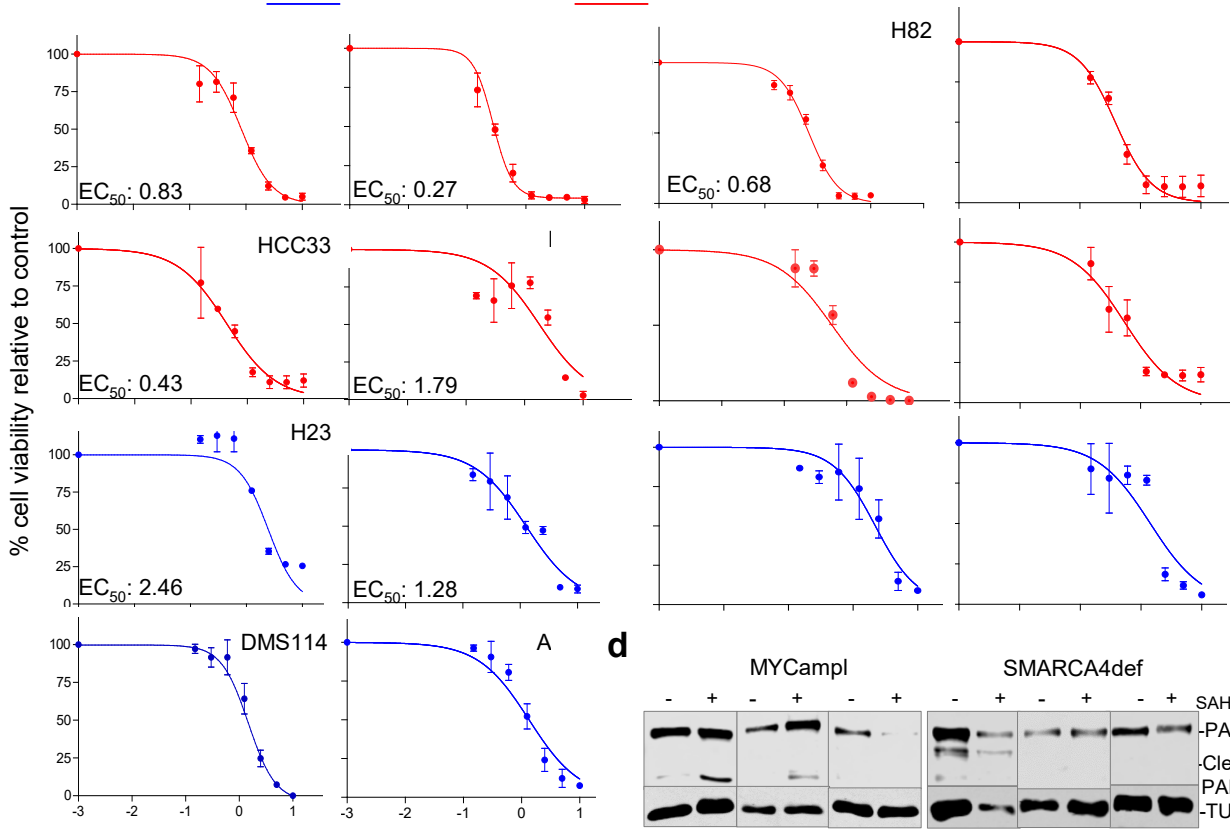 H82
100
75
50
25
0
EC50: 0.83
EC50: 0.27
EC50: 0.68
% cell viability relative to control
100
75
50
25
0
HCC33
EC50: 0.43
EC50: 1.79
100
75
50
25
0
H23
EC50: 2.46
EC50: 1.28
100
75
50
25
0
DMS114
A
-3 -2 -1 0 1
-3 -2 -1 0 1
d
MYCampl SMARCA4def
- + - + - + - + - + - + SAH
-PA
-Cle
PA
-TU